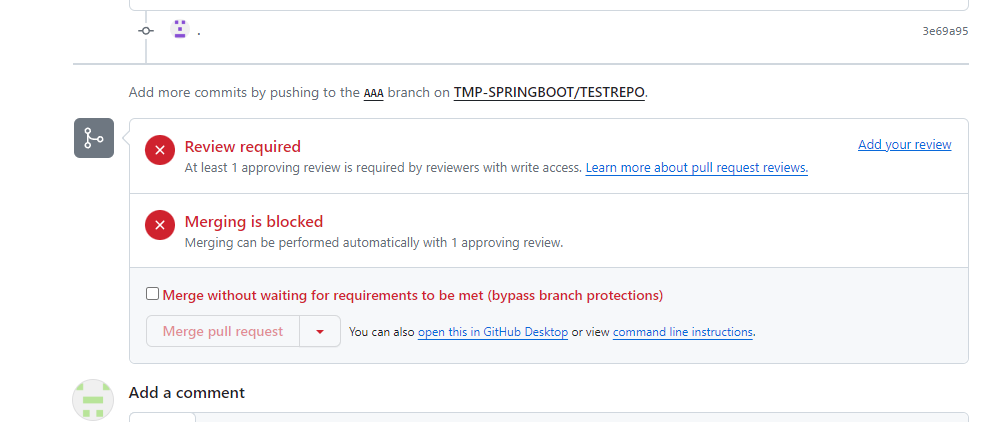 .
3e69a95
Add more commits by pushing to the AAA branch on TMP-SPRINGBOOT/TESTREPO.
Review required
Add your review
At least 1 approving review is required by reviewers with write access. Learn more about pull request reviews.
Merging is blocked
Merging can be performed automatically with 1 approving review.
Merge without waiting for requirements to be met (bypass branch protections)
Merge pull request
You can also open this in GitHub Desktop or view command line instructions.
Add a comment